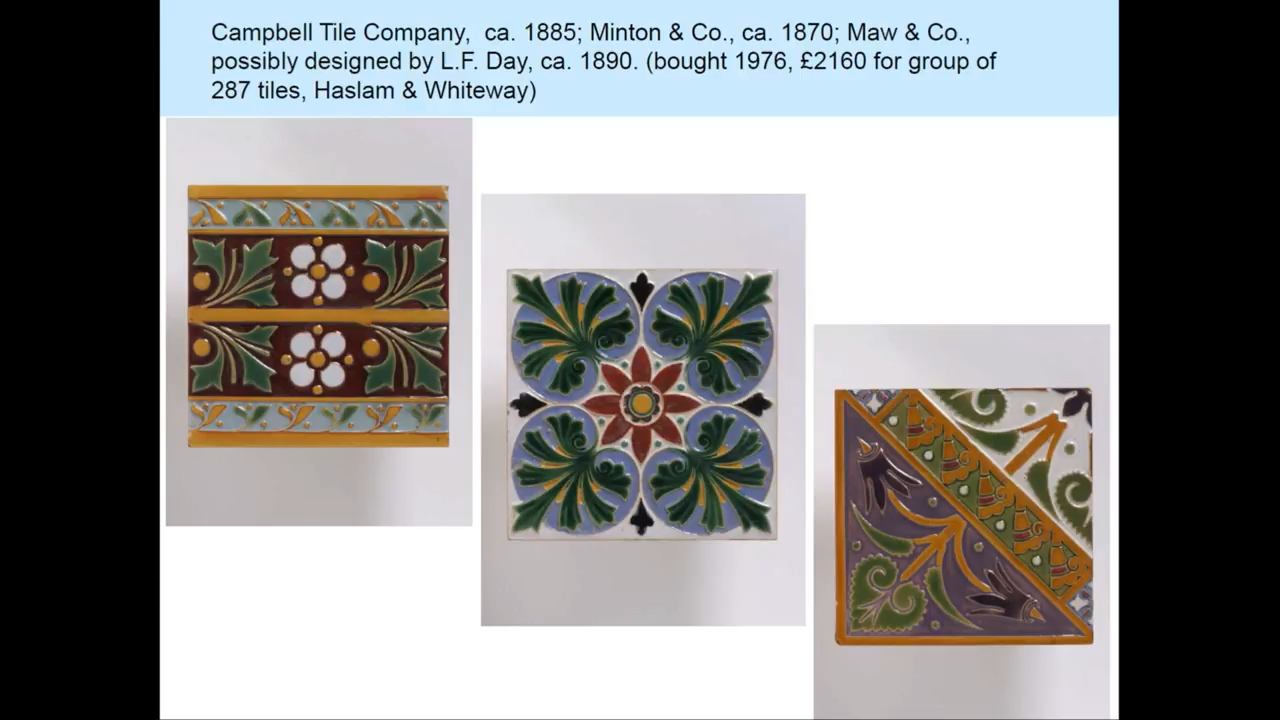 Campbell Tile Company, ca. 1885; Minton & Co., ca. 1870; Maw & Co.,
possibly designed by L.F. Day, ca. 1890. (bought 1976, £2160 for group of
287 tiles, Haslam & Whiteway)